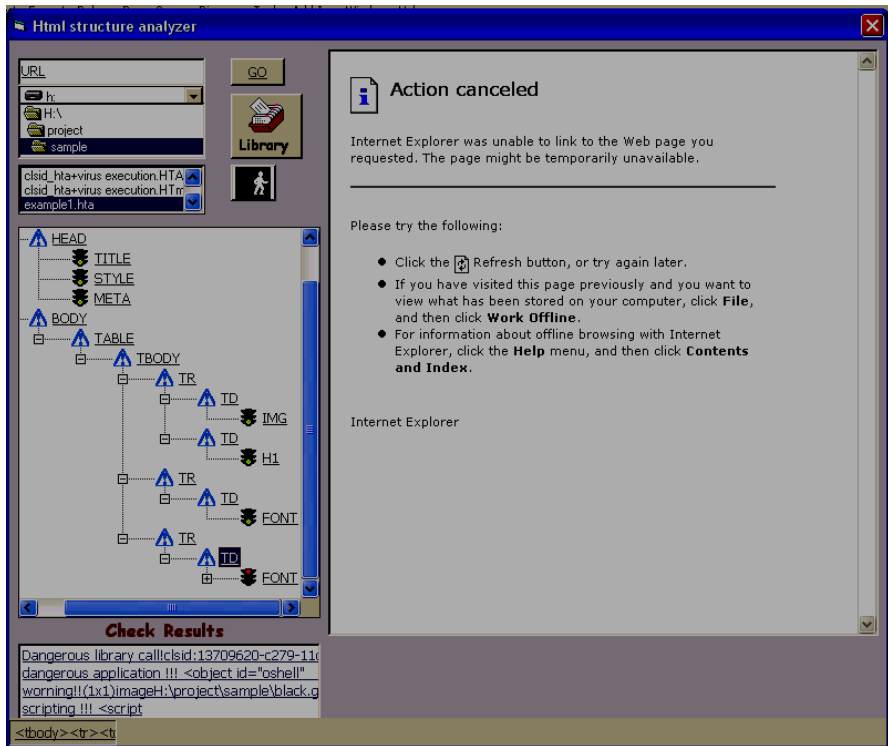 Html structure analyzer
URL
GO
h:
H:\
project
sample
Library
clsid_hta+virus execution.HTA
clsid_hta+virus execution.HTm
example1.hta
HEAD
TITLE
STYLE
META
BODY
TABLE
TBODY
TR
TD
IMG
TD
H1
TR
TD
FONT
TR
TD
FONT
Check Results
Dangerous library call!clsid:13709620-c279-11
dangerous application !!! <object id="oshell"
worning!!(1x1)imageH:\project\sample\black.g
scripting !!! <script
<tbody><tr><t
Action canceled
Internet Explorer was unable to link to the Web page you
requested. The page might be temporarily unavailable.
Please try the following:
Click the Refresh button, or try again later.
If you have visited this page previously and you want to
view what has been stored on your computer, click File,
and then click Work Offline.
For information about offline browsing with Internet
Explorer, click the Help menu, and then click Contents
and Index.
Internet Explorer